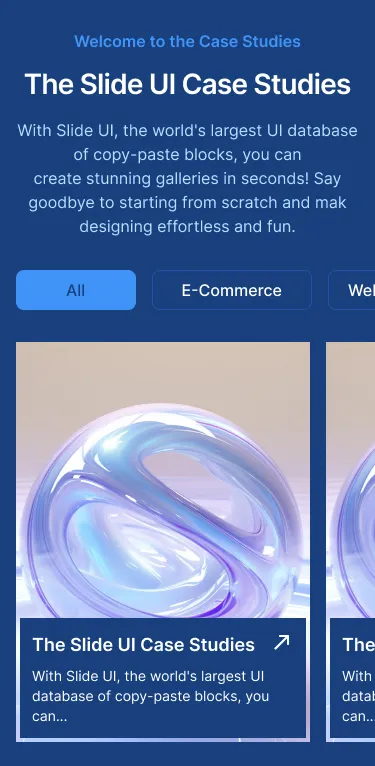 Welcome to the Case Studies
The Slide UI Case Studies
With Slide UI, the world's largest UI database
of copy-paste blocks, you can
create stunning galleries in seconds! Say
goodbye to starting from scratch and mak
designing effortless and fun.
All
E-Commerce
The Slide UI Case Studies
With Slide UI, the world's largest UI
database of copy-paste blocks, you
can...
The
With
can...